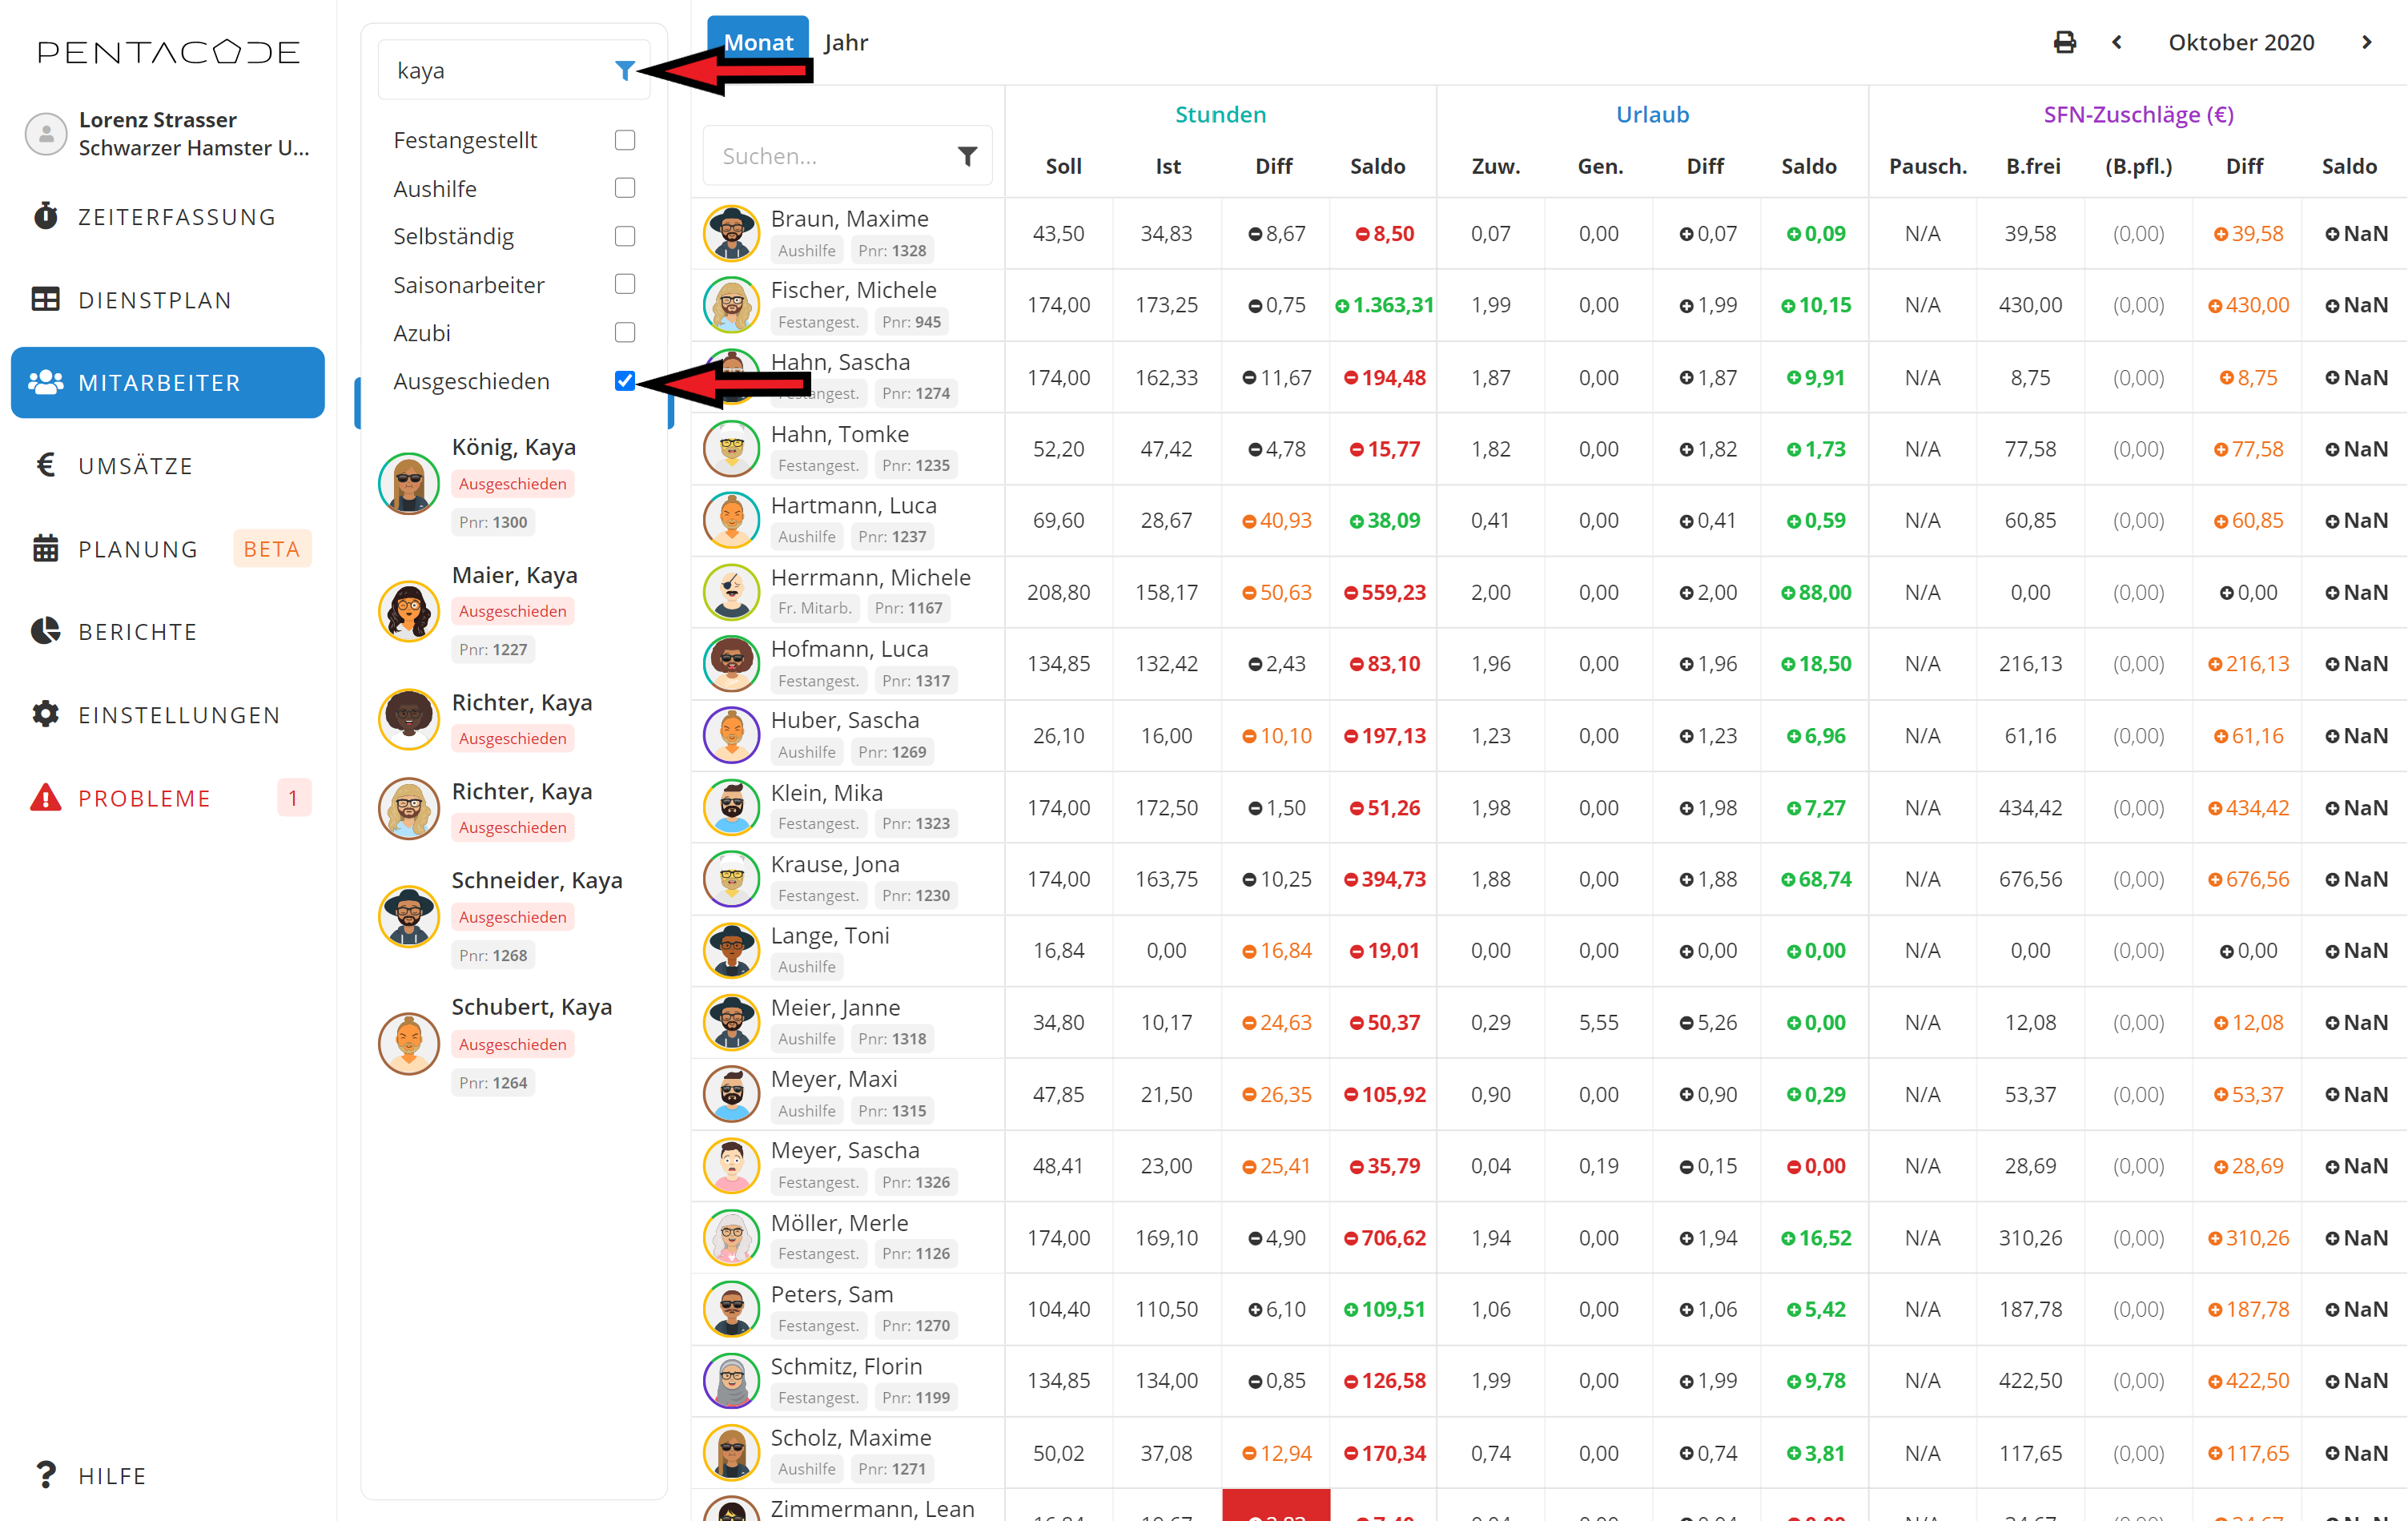 PENTACODE
Lorenz Strasser
Schwarzer Hamster U...
ZEITERFASSUNG
DIENSTPLAN
MITARBEITER
UMSÄTZE
PLANUNG BETA
BERICHTE
EINSTELLUNGEN
PROBLEME 1
HILFE
kaya
Festangestellt
Aushilfe
Selbständig
Saisonarbeiter
Azubi
Ausgeschieden
König, Kaya
Ausgeschieden
Pnr: 1300
Maier, Kaya
Ausgeschieden
Pnr: 1227
Richter, Kaya
Ausgeschieden
Richter, Kaya
Ausgeschieden
Schneider, Kaya
Ausgeschieden
Pnr: 1268
Schubert, Kaya
Ausgeschieden
Pnr: 1264
Monat Jahr
Oktober 2020
Stunden Urlaub SFN-Zuschläge (€)
Suchen...
Soll Ist Diff Saldo Zuw. Gen. Diff Saldo Pausch. B.frei (B.pfl.) Diff Saldo
Braun, Maxime
Aushilfe Pnr: 1328
43,50 34,83 8,67 8,50 0,07 0,00 0,07 0,09 N/A 39,58 (0,00) 39,58 NaN
Fischer, Michele
Festangest. Pnr: 945
174,00 173,25 0,75 1.363,31 1,99 0,00 1,99 10,15 N/A 430,00 (0,00) 430,00 NaN
Hahn, Sascha
Pnr: 1274
174,00 162,33 11,67 194,48 1,87 0,00 1,87 9,91 N/A 8,75 (0,00) 8,75 NaN
Hahn, Tomke
Festangest. Pnr: 1235
52,20 47,42 4,78 15,77 1,82 0,00 1,82 1,73 N/A 77,58 (0,00) 77,58 NaN
Hartmann, Luca
Aushilfe Pnr: 1237
69,60 28,67 40,93 38,09 0,41 0,00 0,41 0,59 N/A 60,85 (0,00) 60,85 NaN
Herrmann, Michele
Fr. Mitarb. Pnr: 1167
208,80 158,17 50,63 559,23 2,00 0,00 2,00 88,00 N/A 0,00 (0,00) 0,00 NaN
Hofmann, Luca
Festangest. Pnr: 1317
134,85 132,42 2,43 83,10 1,96 0,00 1,96 18,50 N/A 216,13 (0,00) 216,13 NaN
Huber, Sascha
Aushilfe Pnr: 1269
26,10 16,00 10,10 197,13 1,23 0,00 1,23 6,96 N/A 61,16 (0,00) 61,16 NaN
Klein, Mika
Festangest. Pnr: 1323
174,00 172,50 1,50 51,26 1,98 0,00 1,98 7,27 N/A 434,42 (0,00) 434,42 NaN
Krause, Jona
Festangest. Pnr: 1230
174,00 163,75 10,25 394,73 1,88 0,00 1,88 68,74 N/A 676,56 (0,00) 676,56 NaN
Lange, Toni
Aushilfe
16,84 0,00 16,84 19,01 0,00 0,00 0,00 0,00 N/A 0,00 (0,00) 0,00 NaN
Meier, Janne
Aushilfe Pnr: 1318
34,80 10,17 24,63 50,37 0,29 5,55 5,26 0,00 N/A 12,08 (0,00) 12,08 NaN
Meyer, Maxi
Aushilfe Pnr: 1315
47,85 21,50 26,35 105,92 0,90 0,00 0,90 0,29 N/A 53,37 (0,00) 53,37 NaN
Meyer, Sascha
Festangest. Pnr: 1326
48,41 23,00 25,41 35,79 0,04 0,19 0,15 0,00 N/A 28,69 (0,00) 28,69 NaN
Möller, Merle
Festangest. Pnr: 1126
174,00 169,10 4,90 706,62 1,94 0,00 1,94 16,52 N/A 310,26 (0,00) 310,26 NaN
Peters, Sam
Festangest. Pnr: 1270
104,40 110,50 6,10 109,51 1,06 0,00 1,06 5,42 N/A 187,78 (0,00) 187,78 NaN
Schmitz, Florin
Festangest. Pnr: 1199
134,85 134,00 0,85 126,58 1,99 0,00 1,99 9,78 N/A 422,50 (0,00) 422,50 NaN
Scholz, Maxime
Aushilfe Pnr: 1271
50,02 37,08 12,94 170,34 0,74 0,00 0,74 3,81 N/A 117,65 (0,00) 117,65 NaN
Zimmermann, Lean